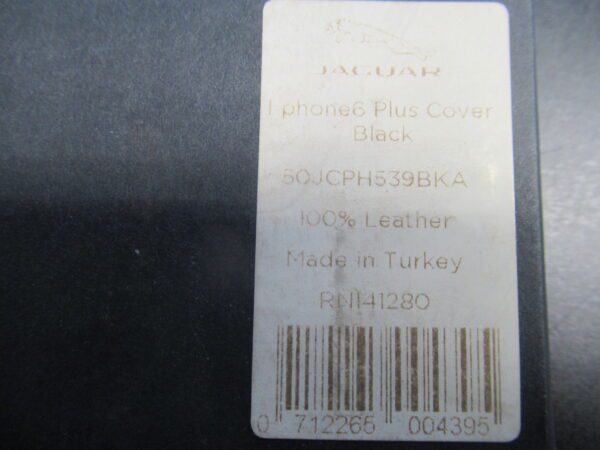 JAGUAR
I phone6 Plus Cover
Black
50JCPH539BKA
100% Leather
Made in Turkey
RN141280
0 712265 004395